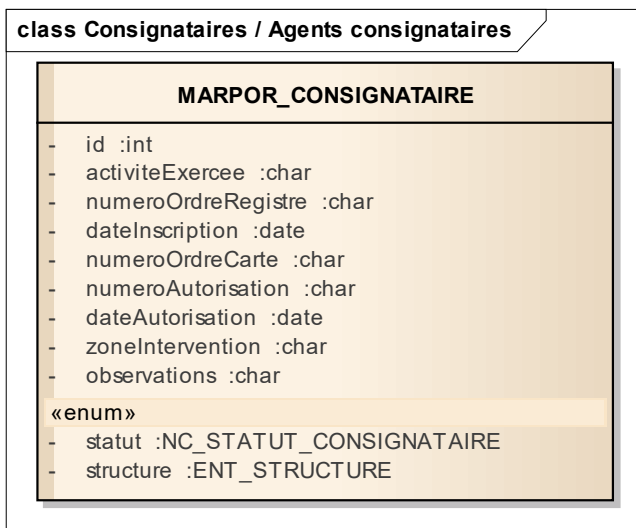 class Consignataires / Agents consignataires
MARPOR_CONSIGNATAIRE
- id :int
- activiteExercee :char
- numeroOrdreRegistre :char
- dateInscription :date
- numeroOrdreCarte :char
- numeroAutorisation :char
- dateAutorisation :date
- zoneIntervention :char
- observations :char
«enum»
- statut :NC_STATUT_CONSIGNATAIRE
- structure :ENT_STRUCTURE